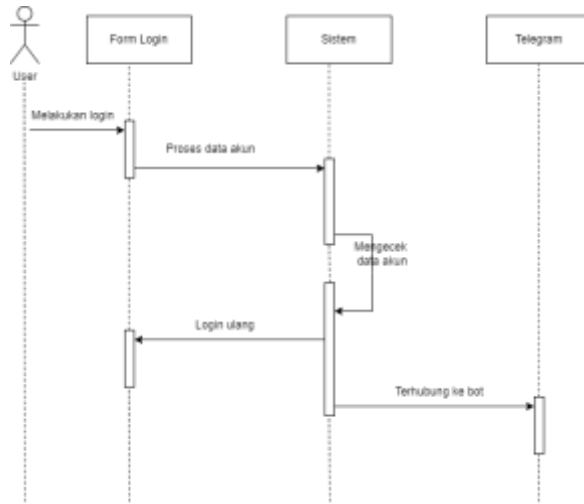 Form Login
Sistem
Telegram
User
Melakukan login
Proses data akun
Mengecek
data akun
Login ulang
Terhubung ke bot